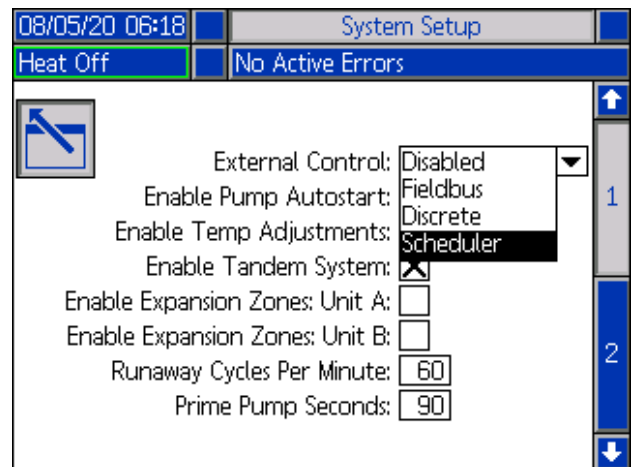 08/05/20 06:18 System Setup
Heat Off No Active Errors
External Control: Disabled
Fieldbus
Enable Pump Autostart:
Discrete
Enable Temp Adjustments:
Scheduler
Enable Tandem System:
Enable Expansion Zones: Unit A:
Enable Expansion Zones: Unit B:
Runaway Cycles Per Minute: 60
Prime Pump Seconds: 90
1
2